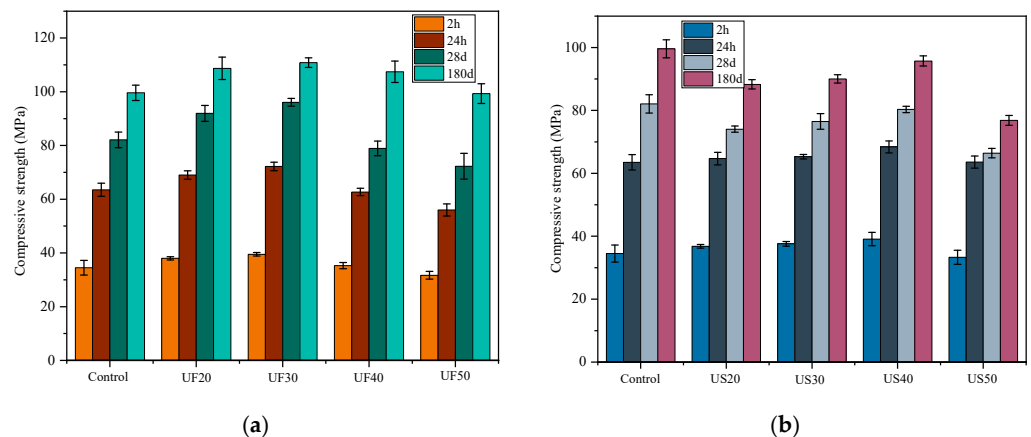 2h
24h
28d
180d
Compressive strength (MPa)
120
100
80
60
40
20
0
Control UF20 UF30 UF40 UF50
(a)
2h
24h
28d
180d
Compressive strength (MPa)
100
80
60
40
20
0
Control US20 US30 US40 US50
(b)